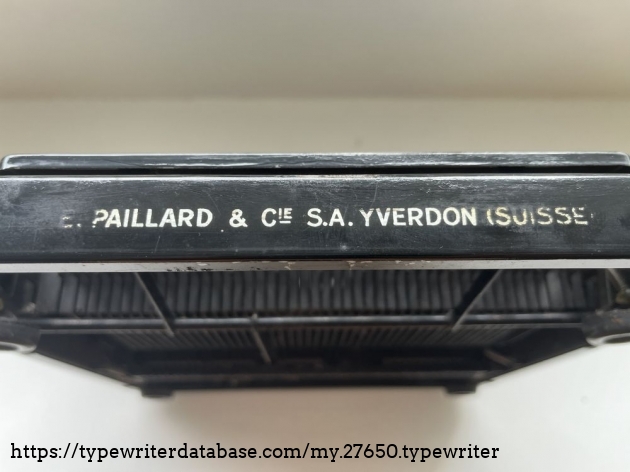 E. PAILLARD & CIE S.A. YVERDON (SUISSE)
https://typewriterdatabase.com/my.27650.typewriter